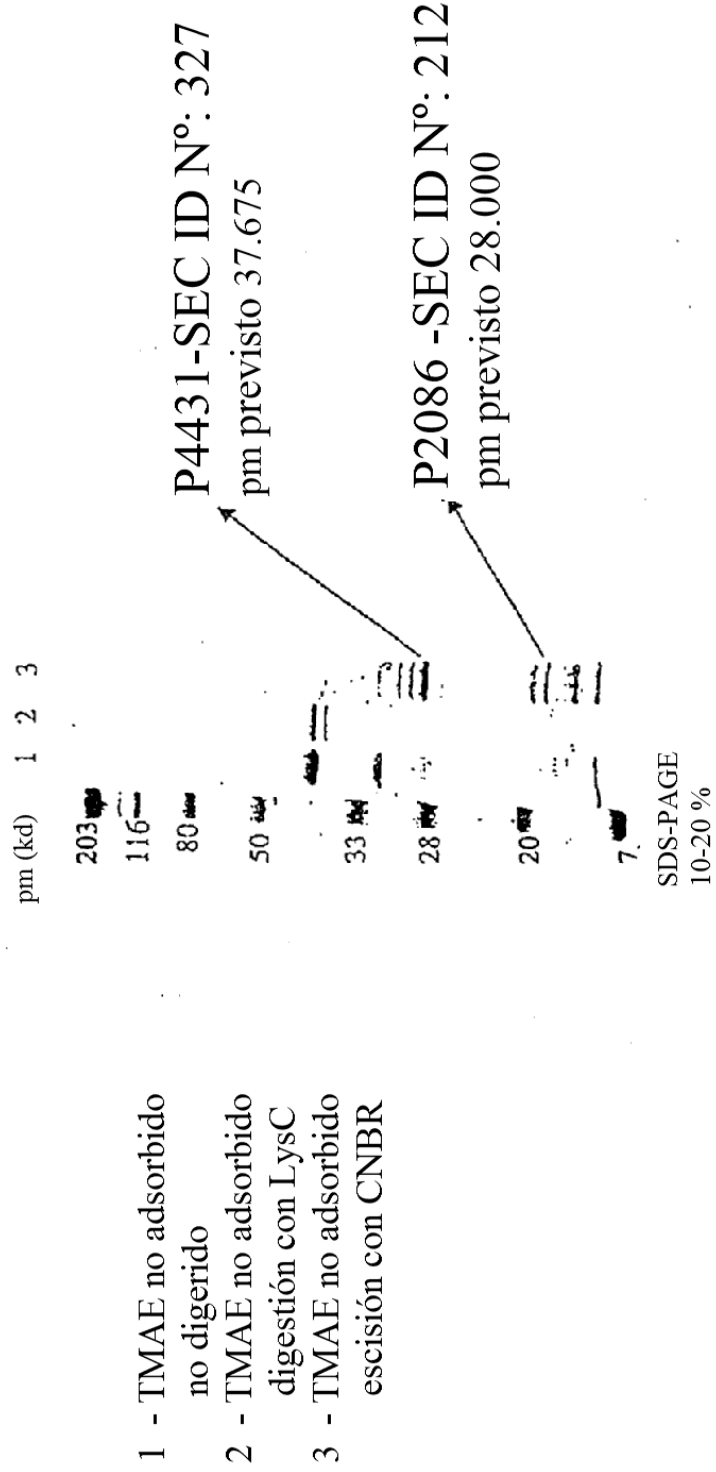 1 - TMAE no adsorbido
no digerido
2 - TMAE no adsorbido
digestión con LysC
3 - TMAE no adsorbido
escisión con CNBR
pm (kd) 1 2 3
203
116
80
50
33
28
20
7.
SDS-PAGE
10-20 %
P4431-SEC ID Nº: 327
pm previsto 37.675
P2086 -SEC ID Nº: 212
pm previsto 28.000